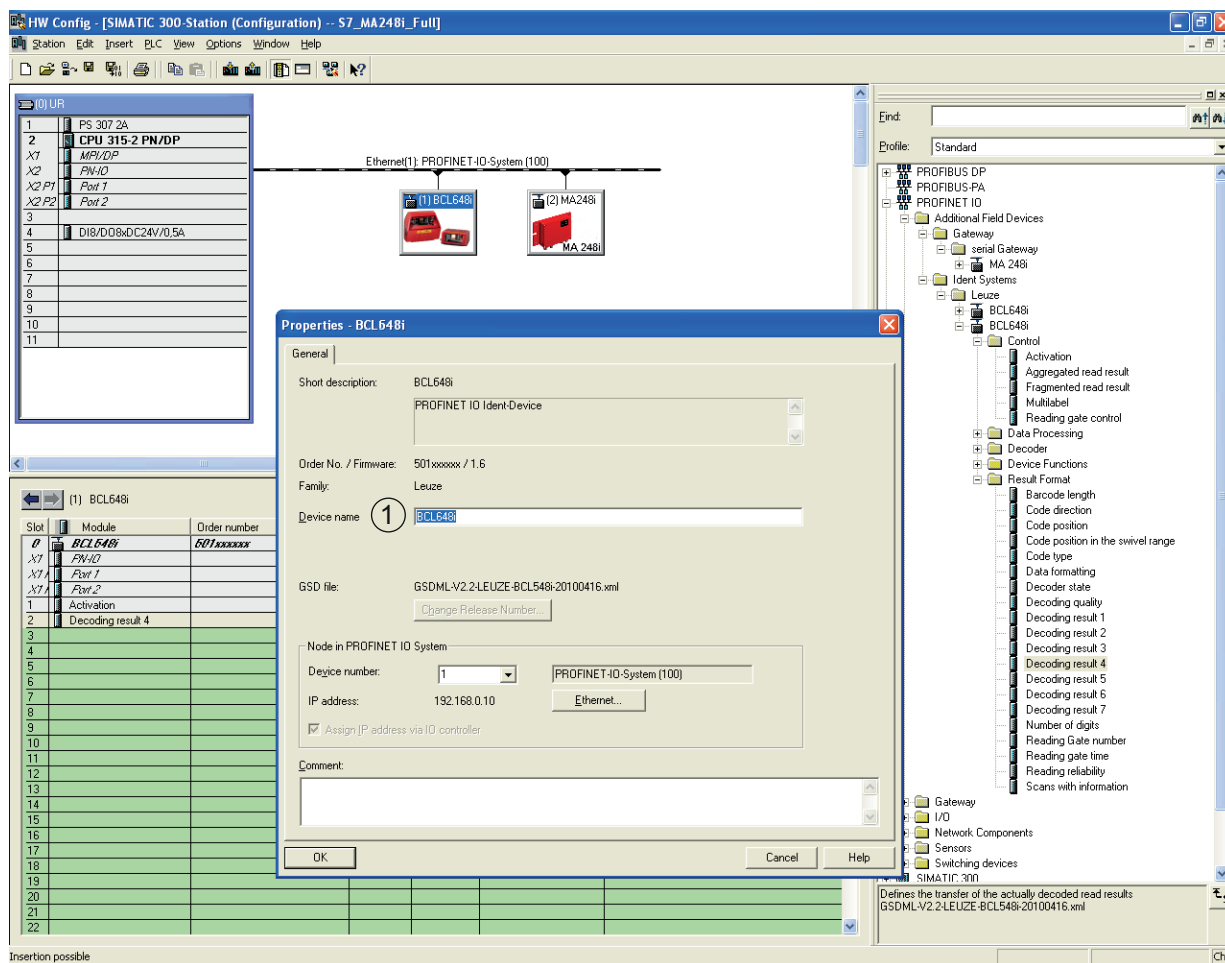 HW Config - [SIMATIC 300-Station (Configuration) -- S7_MA248i_Full]
Station Edit Insert PLC View Options Window Help
(0) UR
1 PS 307 2A
2 CPU 315-2 PN/DP
X1 MPI/DP
X2 PN-IO
X2 P1 Port 1
X2 P2 Port 2
3
4 DI8/DO8xDC24V/0,5A
5
6
7
8
9
10
11
Ethernet(1): PROFINET-IO-System (100)
(1) BCL648i
(2) MA248i
MA 248i
(1) BCL648i
Slot Module Order number
0 BCL648i 501xxxxxx
X1 PN-IO
X1 Port 1
X1 Port 2
1 Activation
2 Decoding result 4
3
4
5
6
7
8
9
10
11
12
13
14
15
16
17
18
19
20
21
22
Properties - BCL648i
General
Short description: BCL648i
PROFINET IO Ident-Device
Order No. / Firmware: 501xxxxxx / 1.6
Family: Leuze
Device name 1 BCL648i
GSD file: GSDML-V2.2-LEUZE-BCL548i-20100416.xml
Change Release Number...
Node in PROFINET IO System
Device number: 1 PROFINET-IO-System (100)
IP address: 192.168.0.10 Ethernet...
Assign IP address via IO controller
Comment:
OK Cancel Help
Find:
Profile: Standard
PROFIBUS DP
PROFIBUS-PA
PROFINET IO
Additional Field Devices
Gateway
serial Gateway
MA 248i
Ident Systems
Leuze
BCL648i
BCL648i
Control
Activation
Aggregated read result
Fragmented read result
Multilabel
Reading gate control
Data Processing
Decoder
Device Functions
Result Format
Barcode length
Code direction
Code position
Code position in the swivel range
Code type
Data formatting
Decoder state
Decoding quality
Decoding result 1
Decoding result 2
Decoding result 3
Decoding result 4
Decoding result 5
Decoding result 6
Decoding result 7
Number of digits
Reading Gate number
Reading gate time
Reading reliability
Scans with information
Gateway
I/O
Network Components
Sensors
Switching devices
SIMATIC 300
Defines the transfer of the actually decoded read results
GSDML-V2.2-LEUZE-BCL548i-20100416.xml
Insertion possible
Ch